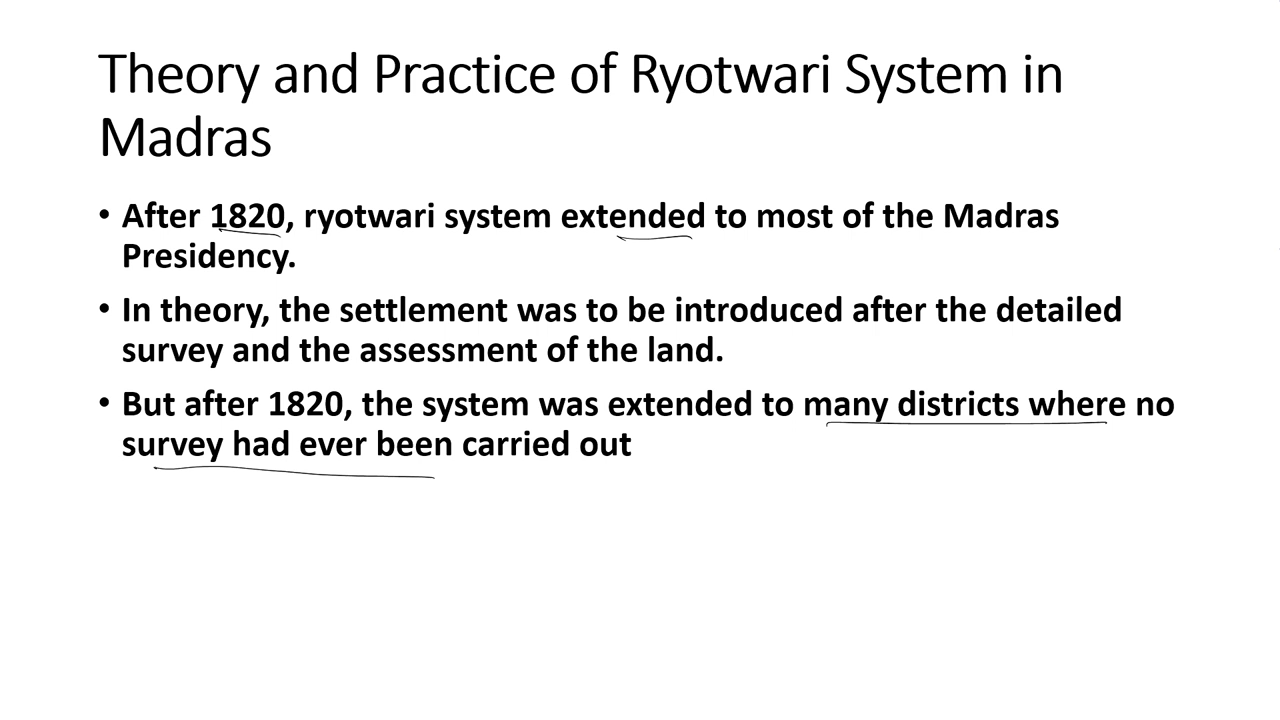 Theory and Practice of Ryotwari System in
Madras
• After 1820, ryotwari system extended to most of the Madras
Presidency.
• In theory, the settlement was to be introduced after the detailed
survey and the assessment of the land.
• But after 1820, the system was extended to many districts where no
survey had ever been carried out